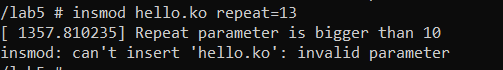 /lab5 # insmod hello.ko repeat=13
[ 1357.810235] Repeat parameter is bigger than 10
insmod: can't insert 'hello.ko': invalid parameter
/lab5 #